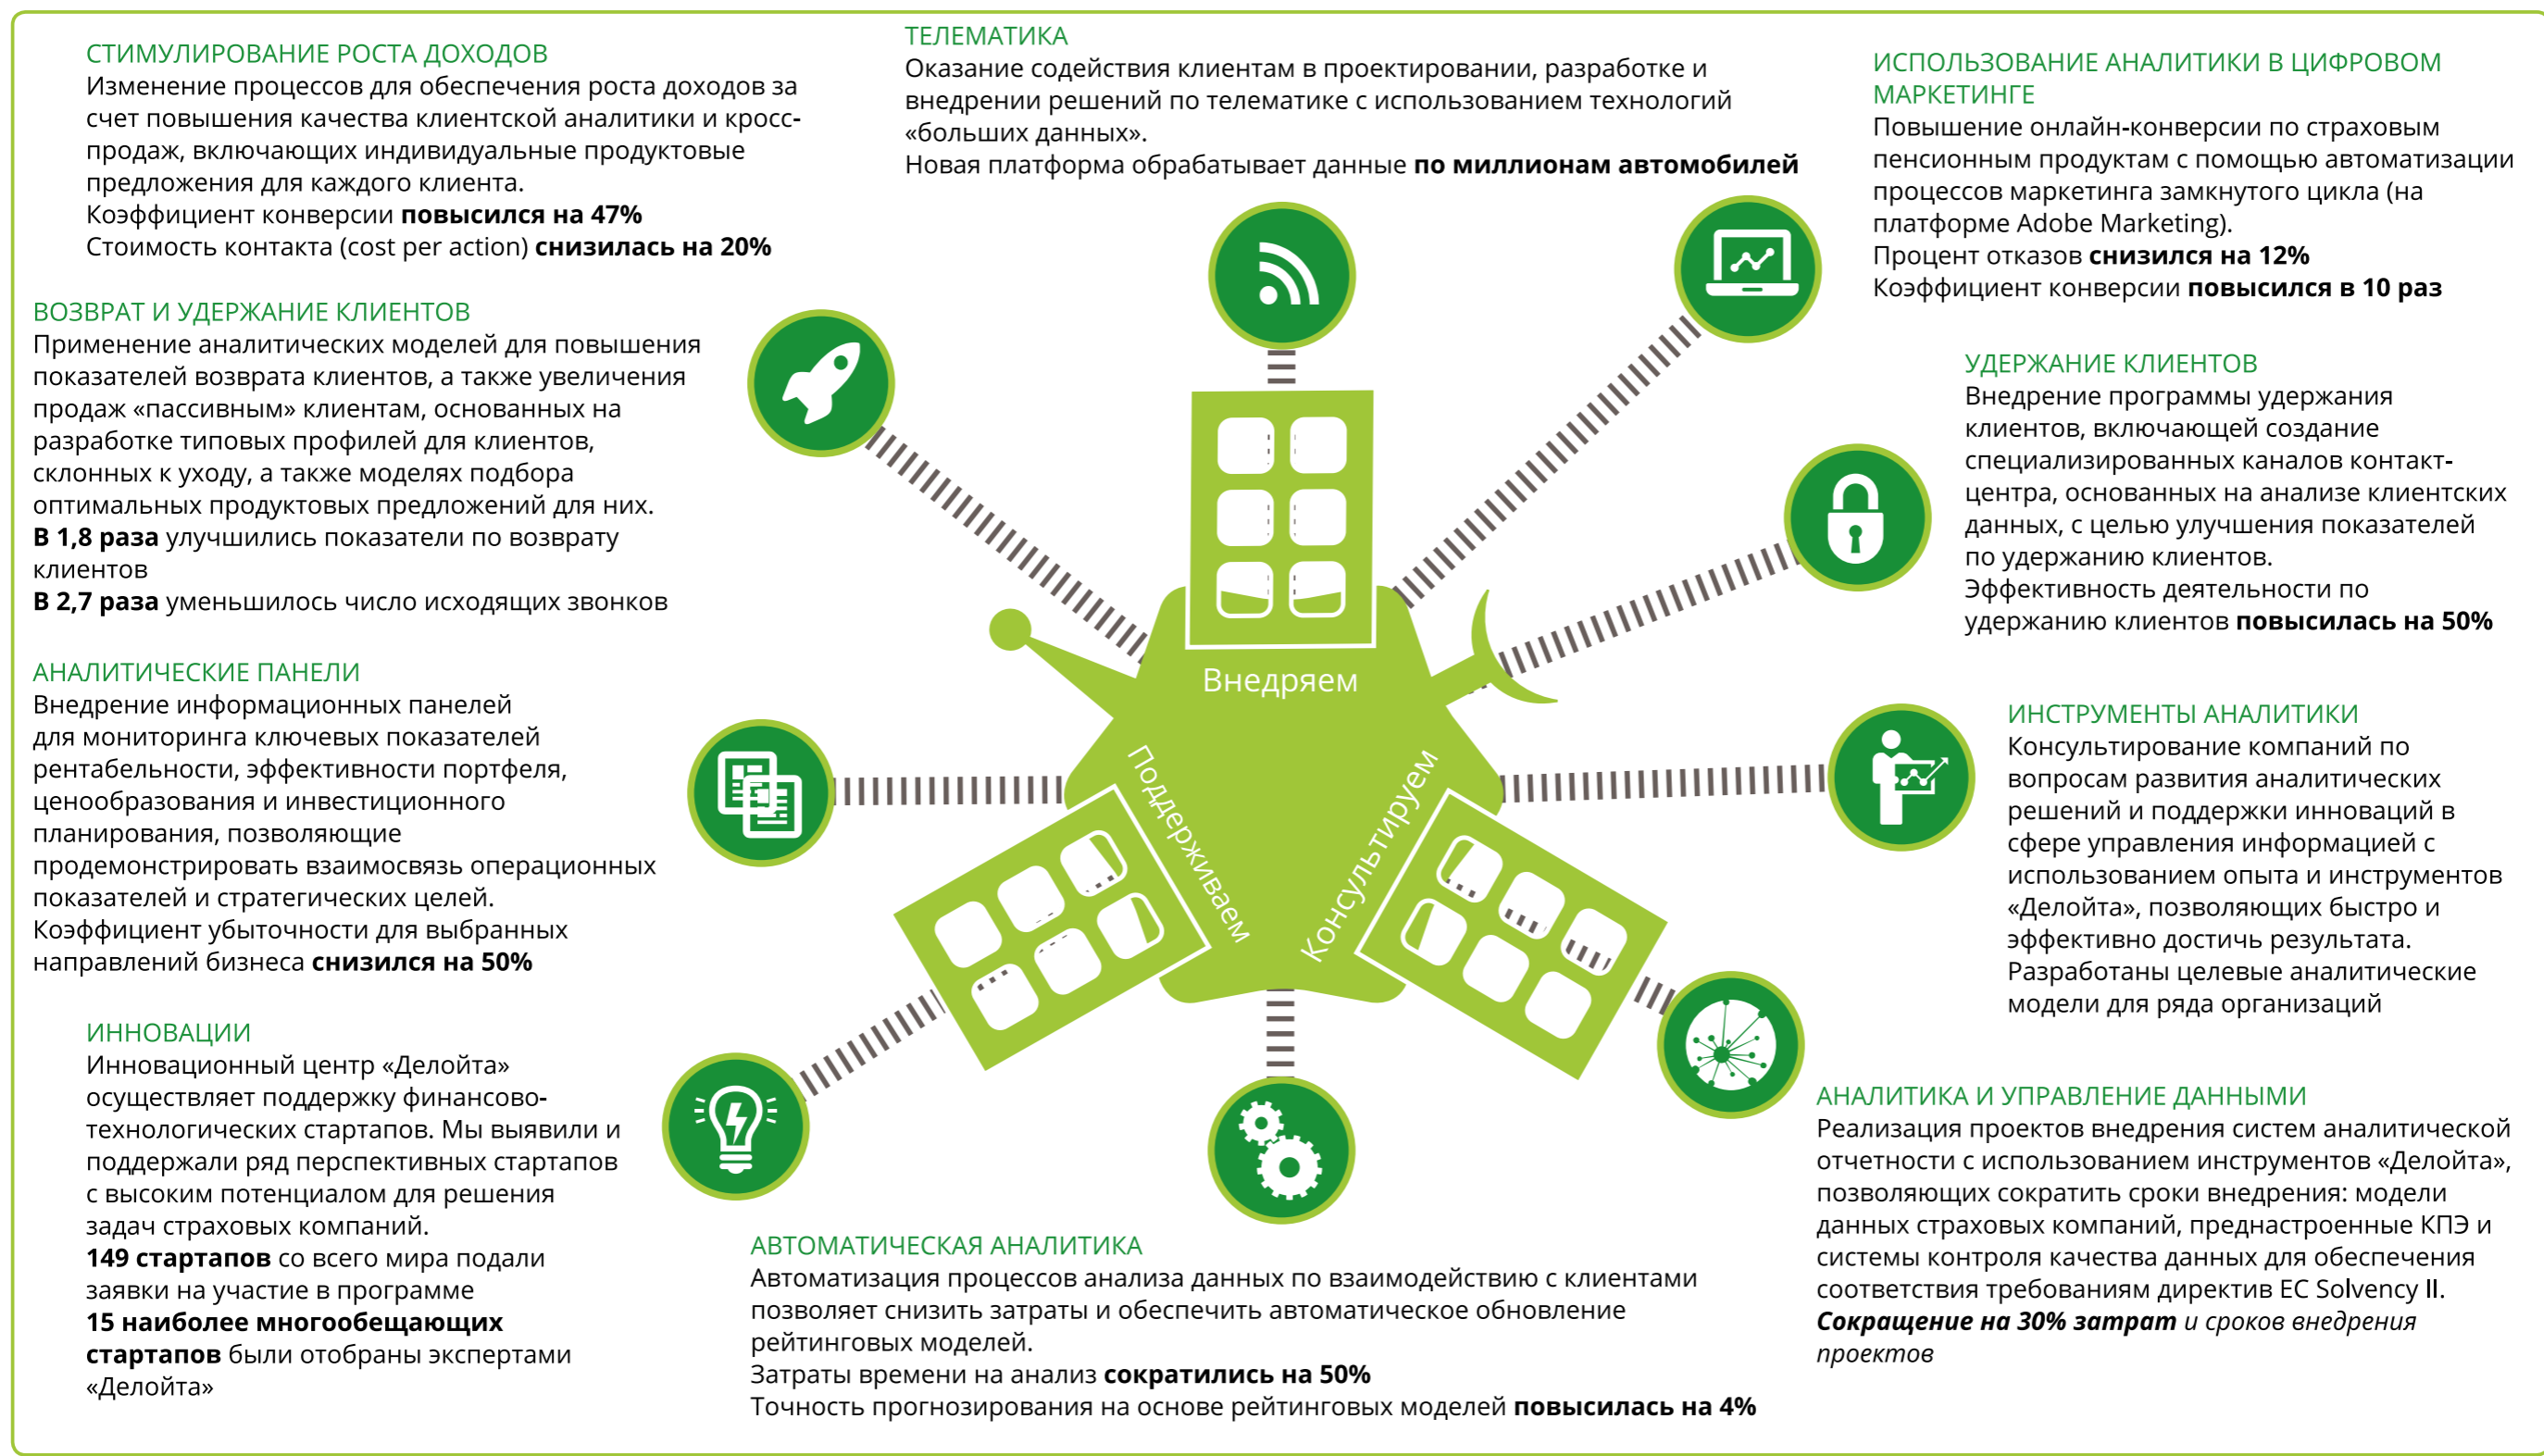 СТИМУЛИРОВАНИЕ РОСТА ДОХОДОВ
Изменение процессов для обеспечения роста доходов за
счет повышения качества клиентской аналитики и кросс-
продаж, включающих индивидуальные продуктовые
предложения для каждого клиента.
Коэффициент конверсии повысился на 47%
Стоимость контакта (cost per action) снизилась на 20%
ВОЗВРАТ И УДЕРЖАНИЕ КЛИЕНТОВ
Применение аналитических моделей для повышения
показателей возврата клиентов, а также увеличения
продаж «пассивным» клиентам, основанных на
разработке типовых профилей для клиентов,
склонных к уходу, а также моделях подбора
оптимальных продуктовых предложений для них.
В 1,8 раза улучшились показатели по возврату
клиентов
В 2,7 раза уменьшилось число исходящих звонков
АНАЛИТИЧЕСКИЕ ПАНЕЛИ
Внедрение информационных панелей
для мониторинга ключевых показателей
рентабельности, эффективности портфеля,
ценообразования и инвестиционного
планирования, позволяющие
продемонстрировать взаимосвязь операционных
показателей и стратегических целей.
Коэффициент убыточности для выбранных
направлений бизнеса снизился на 50%
ИННОВАЦИИ
Инновационный центр «Делойта»
осуществляет поддержку финансово-
технологических стартапов. Мы выявили и
поддержали ряд перспективных стартапов
с высоким потенциалом для решения
задач страховых компаний.
149 стартапов со всего мира подали
заявки на участие в программе
15 наиболее многообещающих
стартапов были отобраны экспертами
«Делойта»
ТЕЛЕМАТИКА
Оказание содействия клиентам в проектировании, разработке и
внедрении решений по телематике с использованием технологий
«больших данных».
Новая платформа обрабатывает данные по миллионам автомобилей
Внедряем
Поддерживаем
Консультируем
АВТОМАТИЧЕСКАЯ АНАЛИТИКА
Автоматизация процессов анализа данных по взаимодействию с клиентами
позволяет снизить затраты и обеспечить автоматическое обновление
рейтинговых моделей.
Затраты времени на анализ сократились на 50%
Точность прогнозирования на основе рейтинговых моделей повысилась на 4%
ИСПОЛЬЗОВАНИЕ АНАЛИТИКИ В ЦИФРОВОМ
МАРКЕТИНГЕ
Повышение онлайн-конверсии по страховым
пенсионным продуктам с помощью автоматизации
процессов маркетинга замкнутого цикла (на
платформе Adobe Marketing).
Процент отказов снизился на 12%
Коэффициент конверсии повысился в 10 раз
УДЕРЖАНИЕ КЛИЕНТОВ
Внедрение программы удержания
клиентов, включающей создание
специализированных каналов контакт-
центра, основанных на анализе клиентских
данных, с целью улучшения показателей
по удержанию клиентов.
Эффективность деятельности по
удержанию клиентов повысилась на 50%
ИНСТРУМЕНТЫ АНАЛИТИКИ
Консультирование компаний по
вопросам развития аналитических
решений и поддержки инноваций в
сфере управления информацией с
использованием опыта и инструментов
«Делойта», позволяющих быстро и
эффективно достичь результата.
Разработаны целевые аналитические
модели для ряда организаций
АНАЛИТИКА И УПРАВЛЕНИЕ ДАННЫМИ
Реализация проектов внедрения систем аналитической
отчетности с использованием инструментов «Делойта»,
позволяющих сократить сроки внедрения: модели
данных страховых компаний, преднастроенные КПЭ и
системы контроля качества данных для обеспечения
соответствия требованиям директив ЕС Solvency II.
Сокращение на 30% затрат и сроков внедрения
проектов